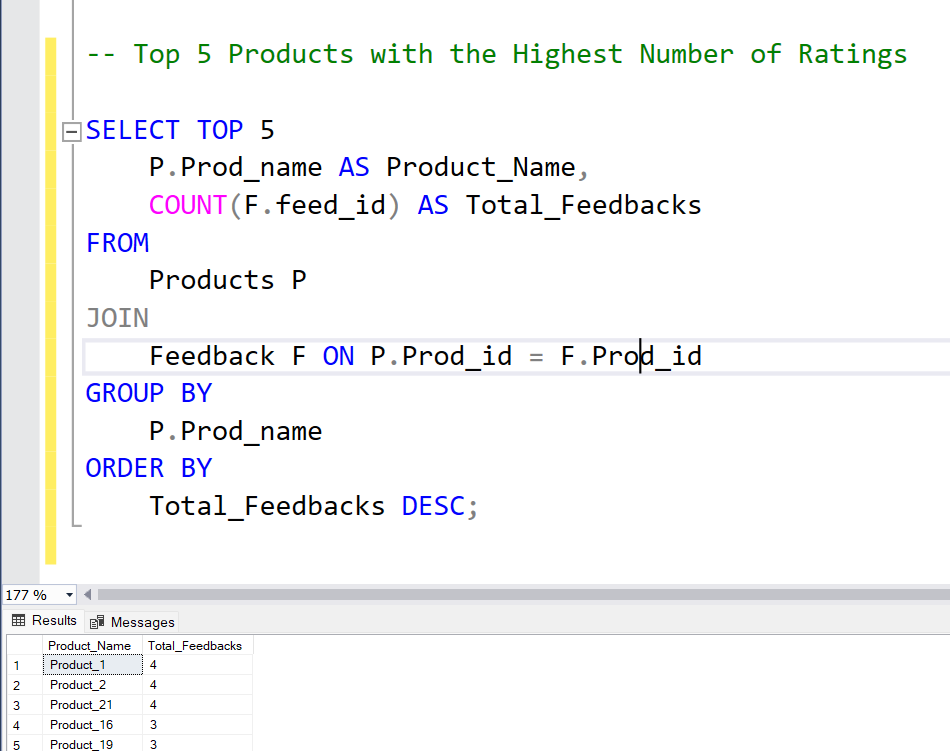 -- Top 5 Products with the Highest Number of Ratings
SELECT TOP 5
P.Prod_name AS Product_Name,
COUNT(F.feed_id) AS Total_Feedbacks
FROM
Products P
JOIN
Feedback F ON P.Prod_id = F.Prod_id
GROUP BY
P.Prod_name
ORDER BY
Total_Feedbacks DESC;
177 %
Results Messages
Product_Name Total_Feedbacks
1 Product_1 4
2 Product_2 4
3 Product_21 4
4 Product_16 3
5 Product_19 3